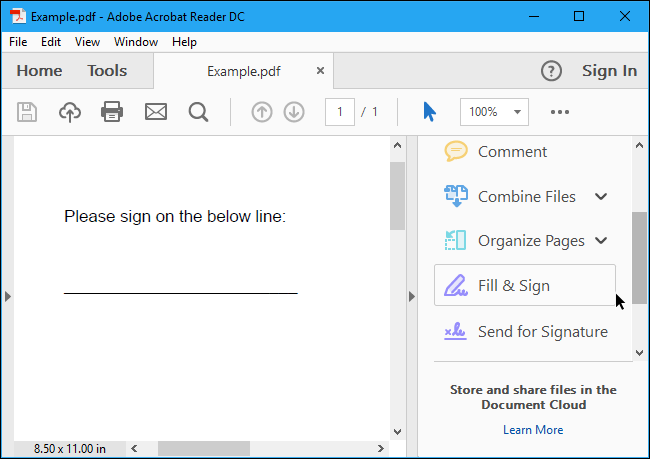 Example.pdf - Adobe Acrobat Reader DC
File Edit View Window Help
Home Tools Example.pdf × ? Sign In
1 / 1 100%
Please sign on the below line:
Comment
Combine Files
Organize Pages
Fill & Sign
Send for Signature
Store and share files in the
Document Cloud
Learn More
8.50 x 11.00 in